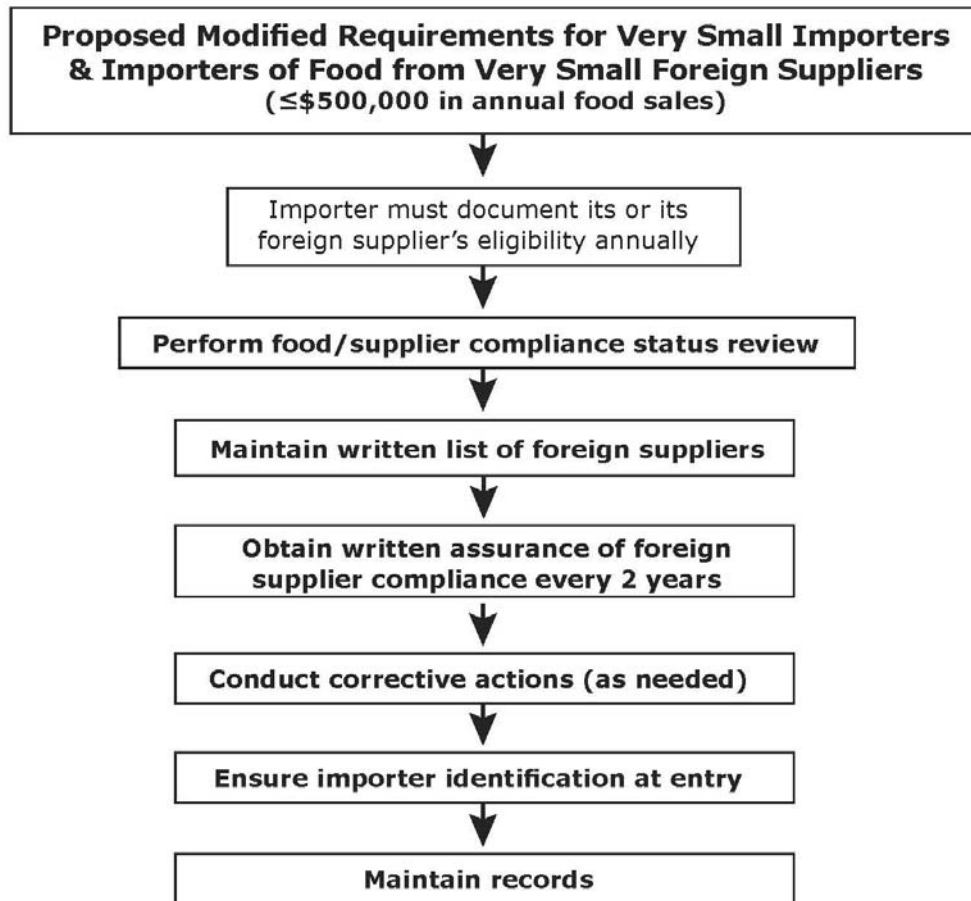 Proposed Modified Requirements for Very Small Importers
& Importers of Food from Very Small Foreign Suppliers
(≤$500,000 in annual food sales)
Importer must document its or its
foreign supplier’s eligibility annually
Perform food/supplier compliance status review
Maintain written list of foreign suppliers
Obtain written assurance of foreign
supplier compliance every 2 years
Conduct corrective actions (as needed)
Ensure importer identification at entry
Maintain records